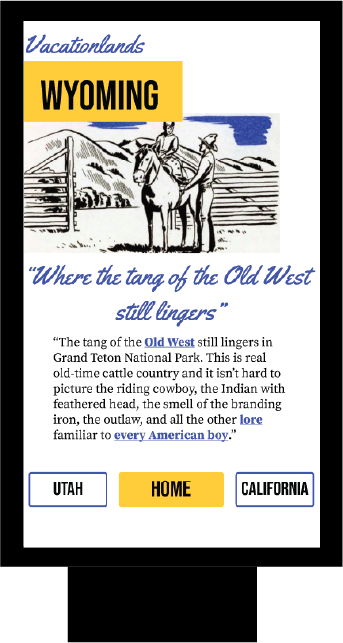 Vacationlands
WYOMING
“Where the tang of the Old West
still lingers”
“The tang of the Old West still lingers in
Grand Teton National Park. This is real
old-time cattle country and it isn’t hard to
picture the riding cowboy, the Indian with
feathered head, the smell of the branding
iron, the outlaw, and all the other lore
familiar to every American boy.”
UTAH
HOME
CALIFORNIA